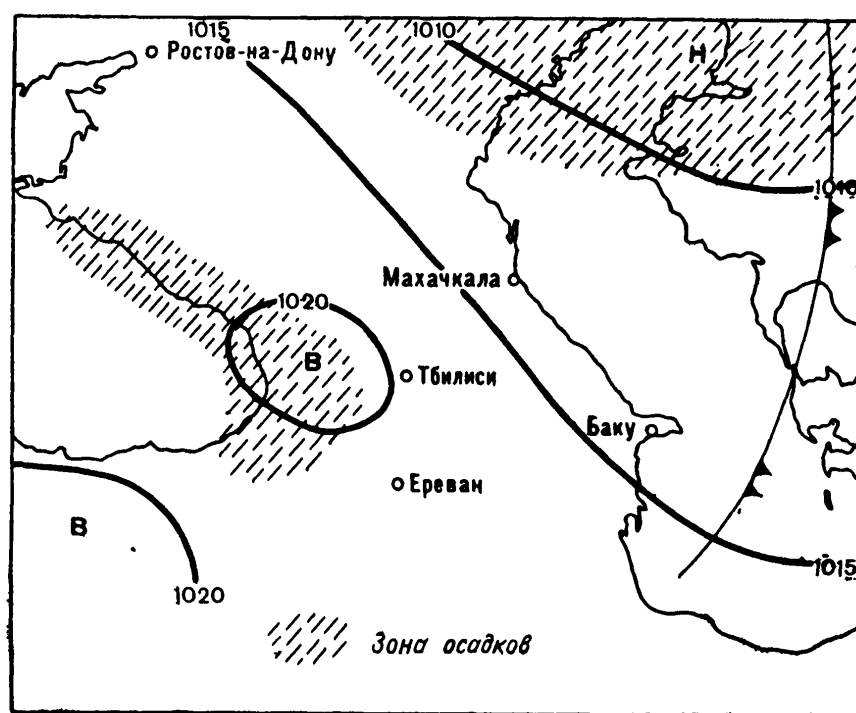 1015
1010
Ростов-на-Дону
Н
1010
Махачкала
1020
В
Тбилиси
Баку
Ереван
В
1020
1015
Зона осадков